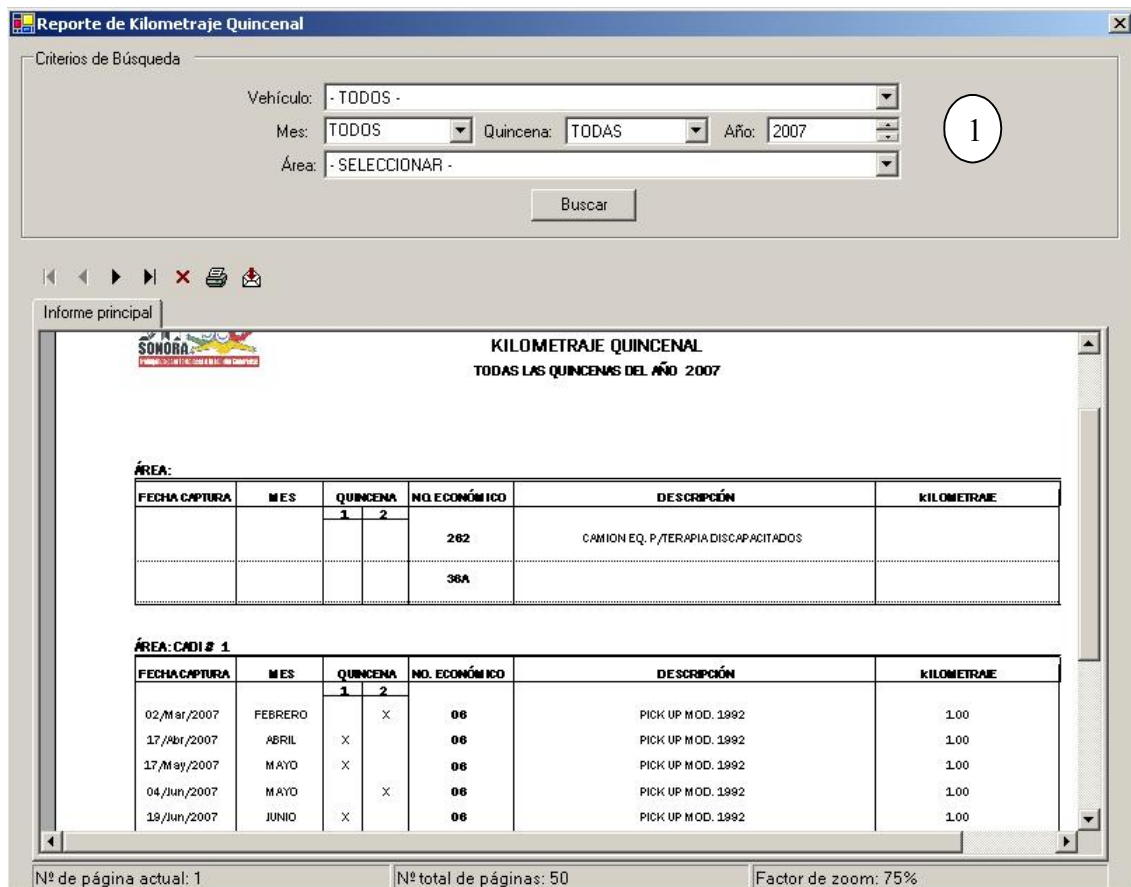 Reporte de Kilometraje Quincenal
Criterios de Búsqueda
Vehículo: - TODOS -
Mes: TODOS Quincena: TODAS Año: 2007
1
Área: - SELECCIONAR -
Buscar
Informe principal
SONORA
KILOMETRAJE QUINCENAL
TODAS LAS QUINCENAS DEL AÑO 2007
ÁREA:
FECHA CAPTURA MES QUINCENA NO. ECONÓMICO DESCRIPCIÓN kILOMETRAJE
1 2
262 CAMION EQ. P/TERAPIA DISCAPACITADOS
36A
ÁREA: CADI # 1
FECHA CAPTURA MES QUINCENA NO. ECONÓMICO DESCRIPCIÓN kILOMETRAJE
1 2
02/Mar/2007 FEBRERO X 06 PICK UP MOD. 1992 1.00
17/Abr/2007 ABRIL X 06 PICK UP MOD. 1992 1.00
17/May/2007 MAYO X 06 PICK UP MOD. 1992 1.00
04/Jun/2007 MAYO X 06 PICK UP MOD. 1992 1.00
19/Jun/2007 JUNIO X 06 PICK UP MOD. 1992 1.00
Nº de página actual: 1 Nº total de páginas: 50 Factor de zoom: 75%